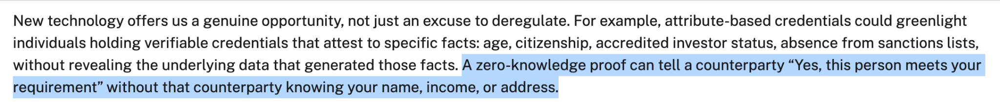 New technology offers us a genuine opportunity, not just an excuse to deregulate. For example, attribute-based credentials could greenlight
individuals holding verifiable credentials that attest to specific facts: age, citizenship, accredited investor status, absence from sanctions lists,
without revealing the underlying data that generated those facts. A zero-knowledge proof can tell a counterparty “Yes, this person meets your
requirement” without that counterparty knowing your name, income, or address.